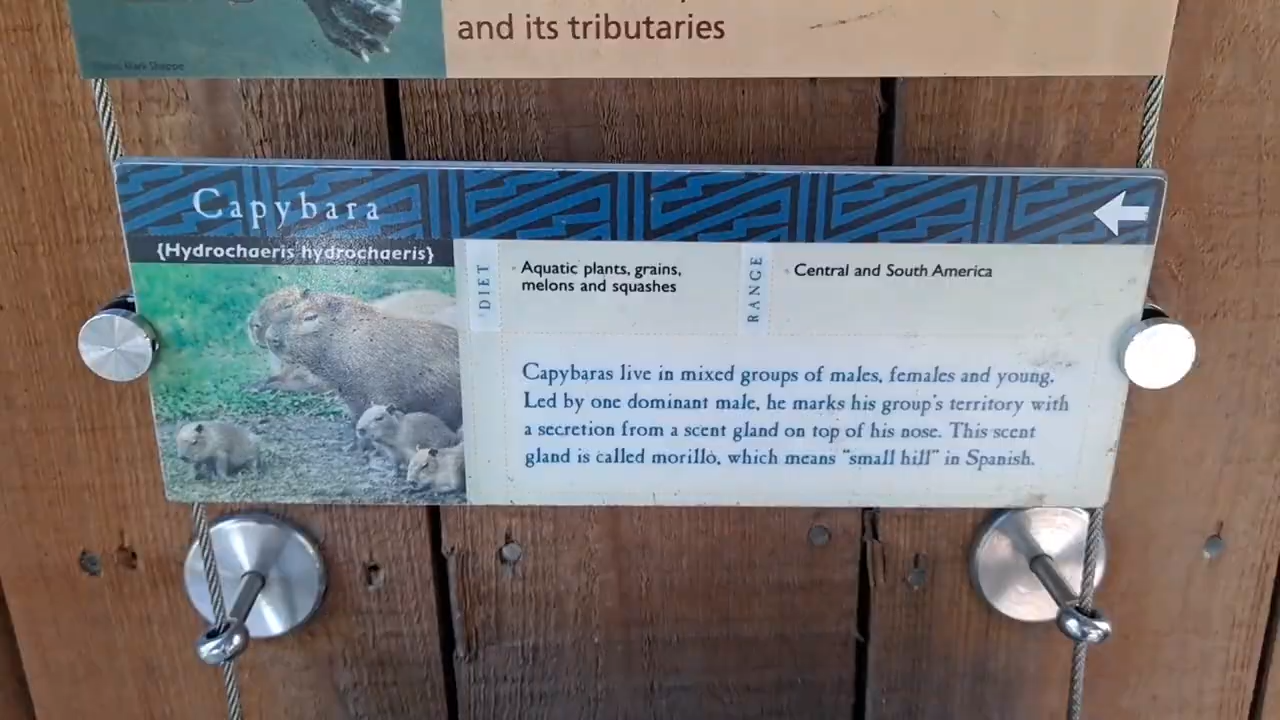 and its tributaries
Capybara
{Hydrochaeris hydrochaeris}
DIET
Aquatic plants, grains,
melons and squashes
RANGE
Central and South America
Capybaras live in mixed groups of males, females and young.
Led by one dominant male, he marks his group's territory with
a secretion from a scent gland on top of his nose. This scent
gland is called morillo, which means "small hill" in Spanish.